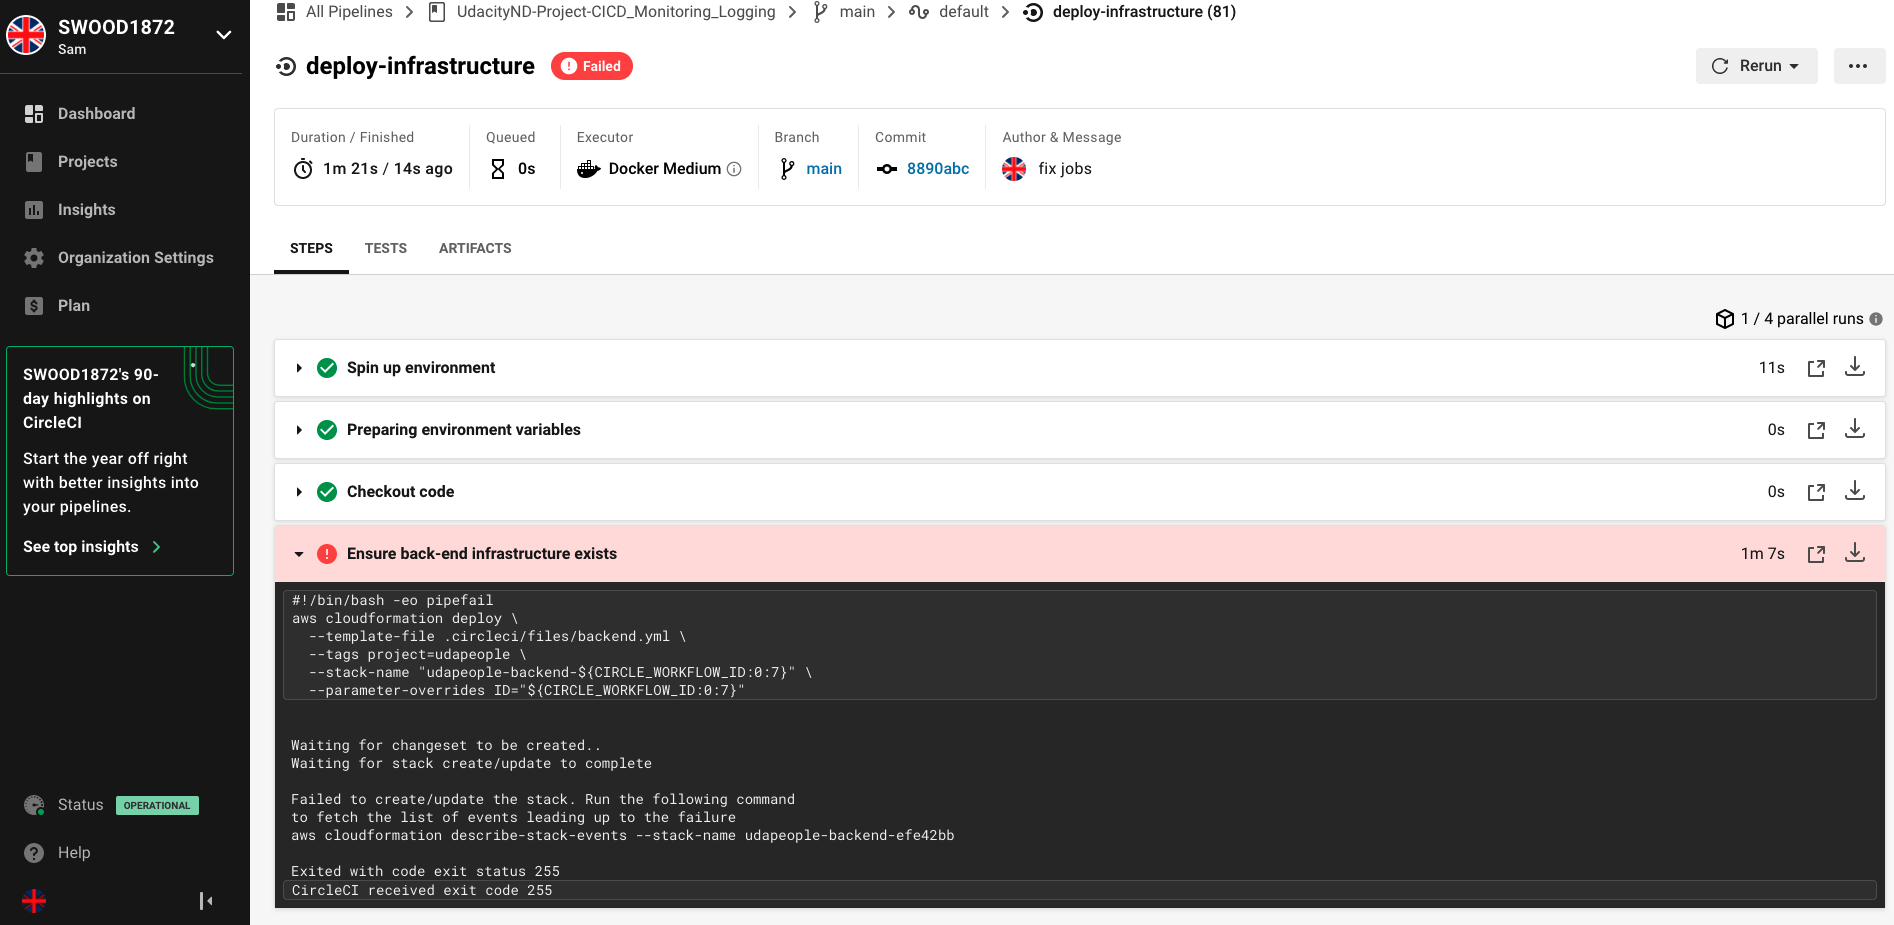 SWOOD1872
Sam
Dashboard
Projects
Insights
Organization Settings
Plan
SWOOD1872's 90-
day highlights on
CircleCI
Start the year off right
with better insights into
your pipelines.
See top insights
Status OPERATIONAL
Help
All Pipelines UdacityND-Project-CICD_Monitoring_Logging main default deploy-infrastructure (81)
deploy-infrastructure Failed
Rerun
Duration / Finished
1m 21s / 14s ago
Queued
0s
Executor
Docker Medium
Branch
main
Commit
8890abc
Author & Message
fix jobs
STEPS TESTS ARTIFACTS
1 / 4 parallel runs
Spin up environment 11s
Preparing environment variables 0s
Checkout code 0s
Ensure back-end infrastructure exists 1m 7s
#!/bin/bash -eo pipefail
aws cloudformation deploy \
--template-file .circleci/files/backend.yml \
--tags project=udapeople \
--stack-name "udapeople-backend-${CIRCLE_WORKFLOW_ID:0:7}" \
--parameter-overrides ID="${CIRCLE_WORKFLOW_ID:0:7}"
Waiting for changeset to be created..
Waiting for stack create/update to complete
Failed to create/update the stack. Run the following command
to fetch the list of events leading up to the failure
aws cloudformation describe-stack-events --stack-name udapeople-backend-efe42bb
Exited with code exit status 255
CircleCI received exit code 255